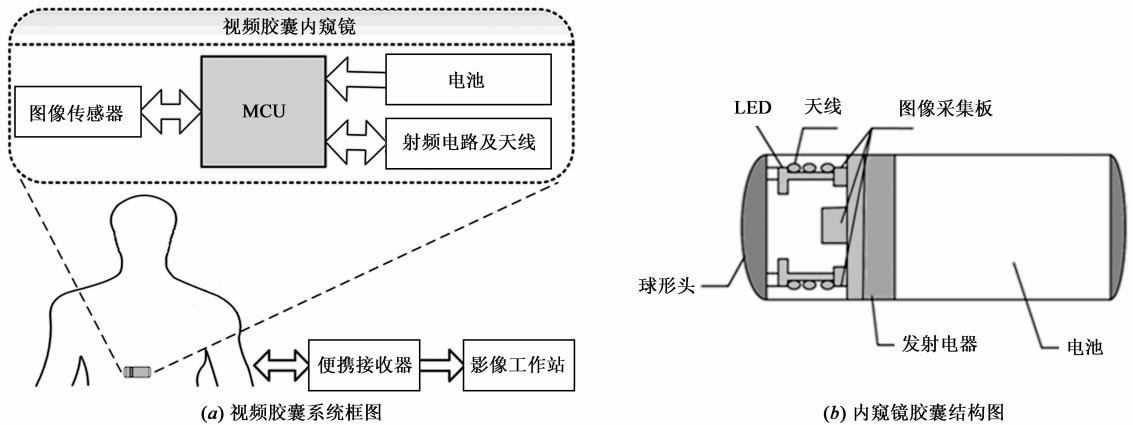 视频胶囊内窥镜
图像传感器
MCU
电池
射频电路及天线
便携接收器
影像工作站
(a) 视频胶囊系统框图
LED
天线
图像采集板
球形头
发射电器
电池
(b) 内窥镜胶囊结构图